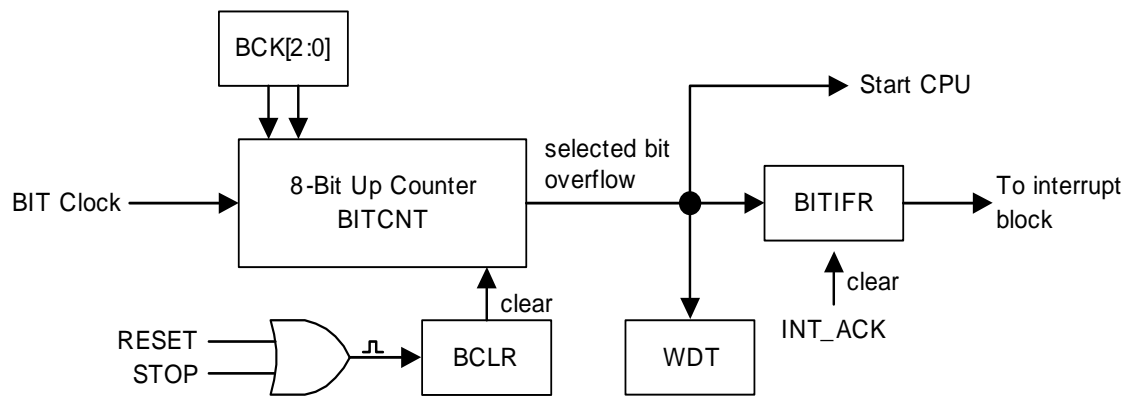 BCK[2:0]
Start CPU
selected bit
overflow
8-Bit Up Counter
BITCNT
BIT Clock
BITIFR
To interrupt
block
clear
clear
INT_ACK
RESET
STOP
BCLR
WDT